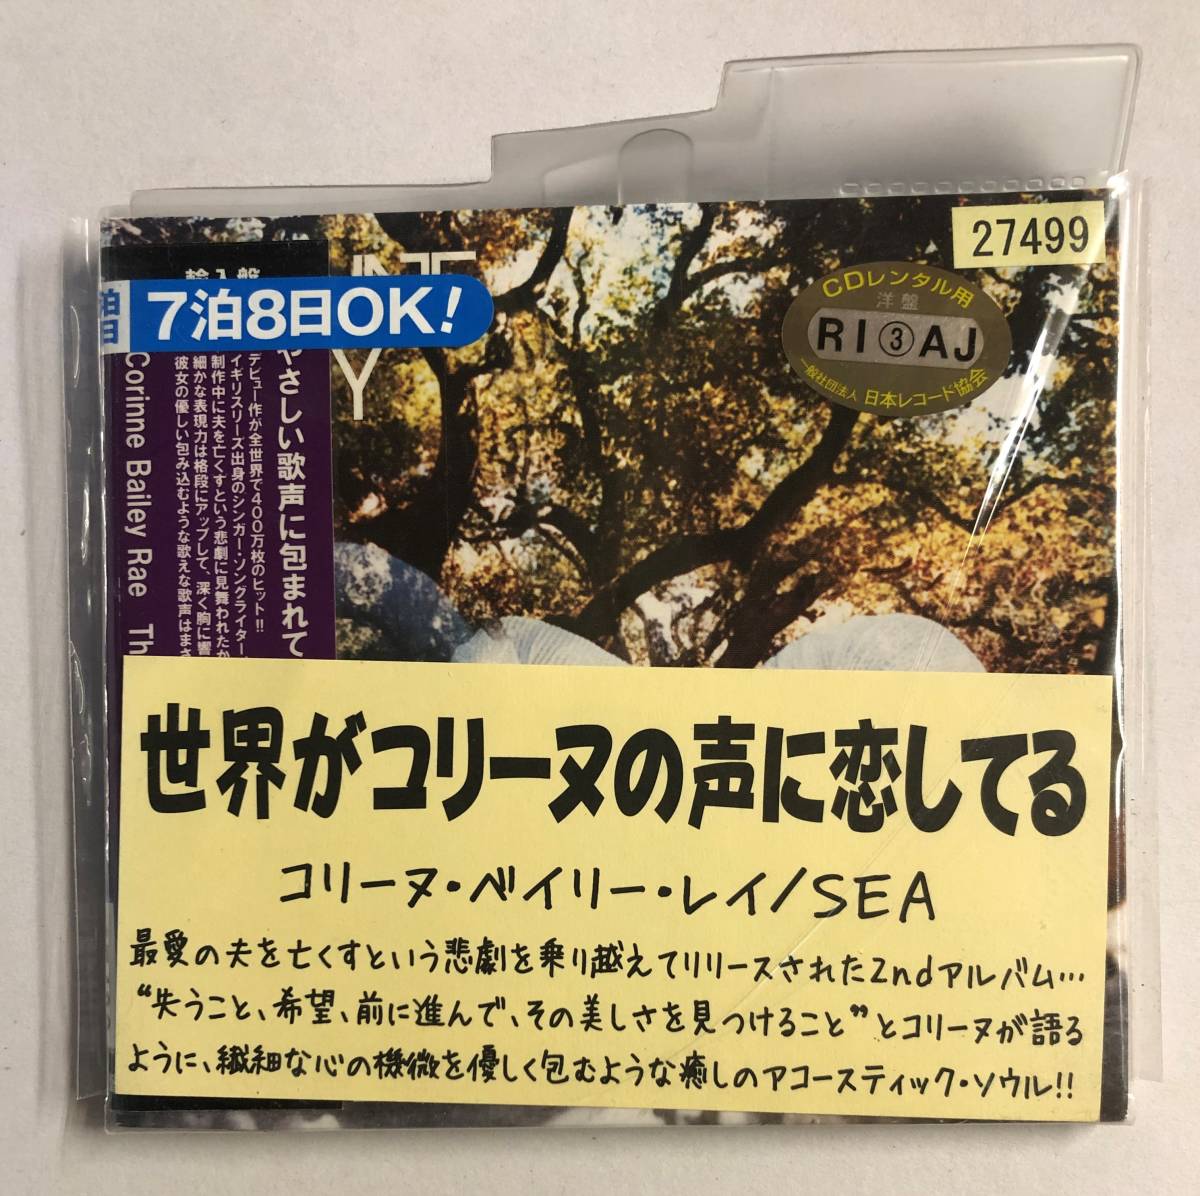 27499
CDレンタル用
洋盤
RI③AJ
一般社団法人 日本レコード協会
輸入盤
7泊8日OK!
Y
やさしい歌声に包まれて
デビュー作が全世界で400万枚のヒット!!
イギリスリーズ出身のシンガー・ソングライター
制作中に夫を亡くすという悲劇に見舞われたか
細かな表現力は格段にアップして、深く胸に響
彼女の優しい包み込むような歌えな歌声はまさ
Corinne Bailey Rae Th
世界がコリーヌの声に恋してる
コリーヌ・ベイリー・レイ/SEA
最愛の夫を亡くすという悲劇を乗り越えてリリースされた2ndアルバム…
“失うこと、希望、前に進んで、その美しさを見つけること”とコリーヌが語る
ように、繊細な心の機微を優しく包むような癒しのアコースティック・ソウル!!